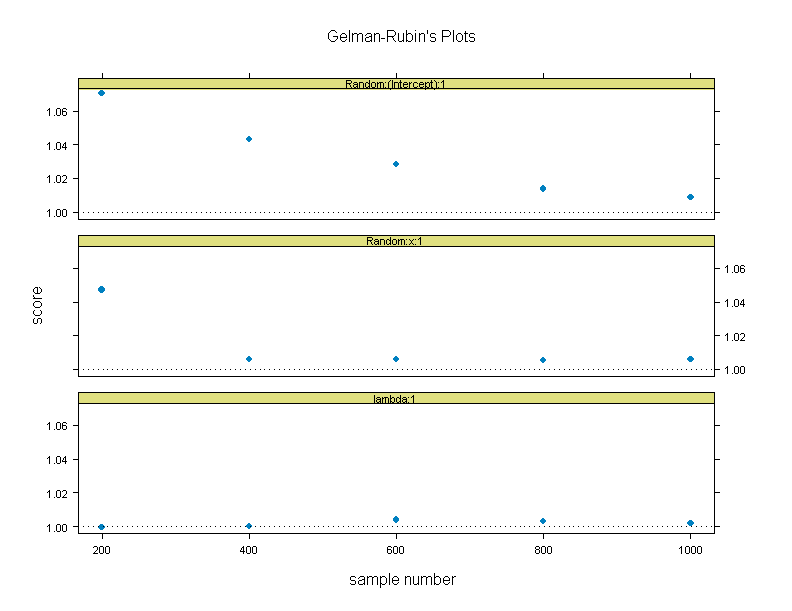 Gelman-Rubin's Plots
Random:(Intercept):1
1.06
1.04
1.02
1.00
Random:x:1
1.06
1.04
1.02
1.00
score
lambda:1
1.06
1.04
1.02
1.00
200 400 600 800 1000
sample number